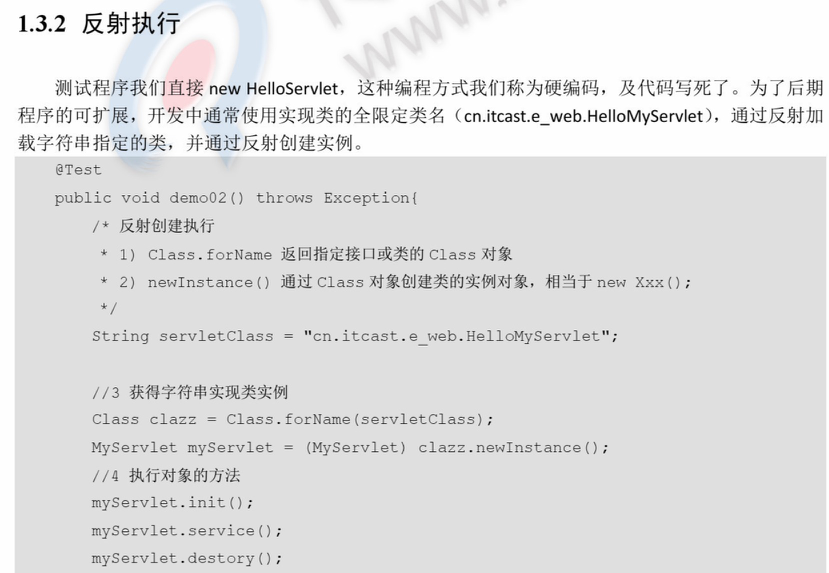 1.3.2 反射执行
测试程序我们直接 new HelloServlet，这种编程方式我们称为硬编码，及代码写死了。为了后期
程序的可扩展，开发中通常使用实现类的全限定类名（cn.itcast.e_web.HelloMyServlet），通过反射加
载字符串指定的类，并通过反射创建实例。
@Test
public void demo02() throws Exception{
/* 反射创建执行
* 1) Class.forName 返回指定接口或类的 Class 对象
* 2) newInstance() 通过 Class 对象创建类的实例对象，相当于 new Xxx();
*/
String servletClass = "cn.itcast.e_web.HelloMyServlet";
//3 获得字符串实现类实例
Class clazz = Class.forName(servletClass);
MyServlet myServlet = (MyServlet) clazz.newInstance();
//4 执行对象的方法
myServlet.init();
myServlet.service();
myServlet.destory();
www.